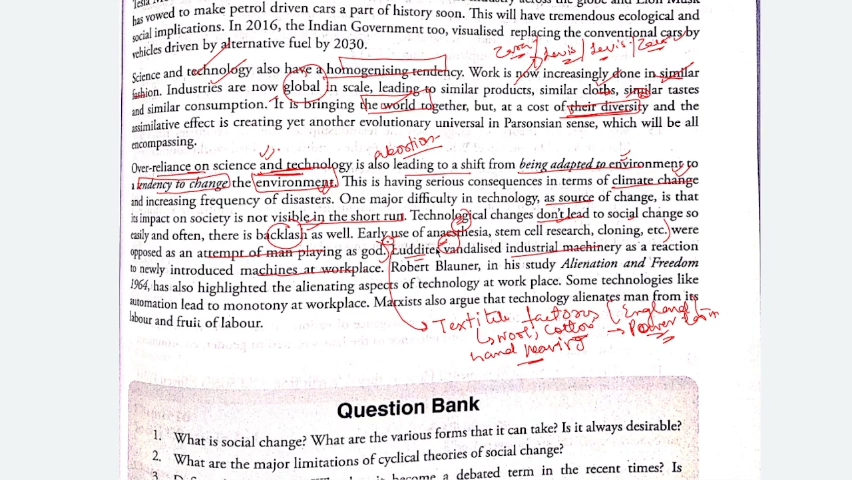 has vowed to make petrol driven cars a part of history soon. This will have tremendous ecological and
social implications. In 2016, the Indian Government too, visualised replacing the conventional cars by
vehicles driven by alternative fuel by 2030.
Zara / Levis / Levis / Zara
Science and technology also have a homogenising tendency. Work is now increasingly done in similar
fashion. Industries are now global in scale, leading to similar products, similar cloths, similar tastes
and similar consumption. It is bringing the world together, but, at a cost of their diversity and the
assimilative effect is creating yet another evolutionary universal in Parsonsian sense, which will be all
encompassing.
abortion
Over-reliance on science and technology is also leading to a shift from being adapted to environment to
a tendency to change the environment. This is having serious consequences in terms of climate change
and increasing frequency of disasters. One major difficulty in technology, as source of change, is that
its impact on society is not visible in the short run. Technological changes don't lead to social change so
easily and often, there is backlash as well. Early use of anaesthesia, stem cell research, cloning, etc. were
opposed as an attempt of man playing as god. Luddites vandalised industrial machinery as a reaction
to newly introduced machines at workplace. Robert Blauner, in his study Alienation and Freedom
1964, has also highlighted the alienating aspects of technology at work place. Some technologies like
automation lead to monotony at workplace. Marxists also argue that technology alienates man from its
labour and fruit of labour.
Textile factories (England)
wool, cotton
hand weaving → Power loom
Question Bank
1. What is social change? What are the various forms that it can take? Is it always desirable?
2. What are the major limitations of cyclical theories of social change?
become a debated term in the recent times? Is